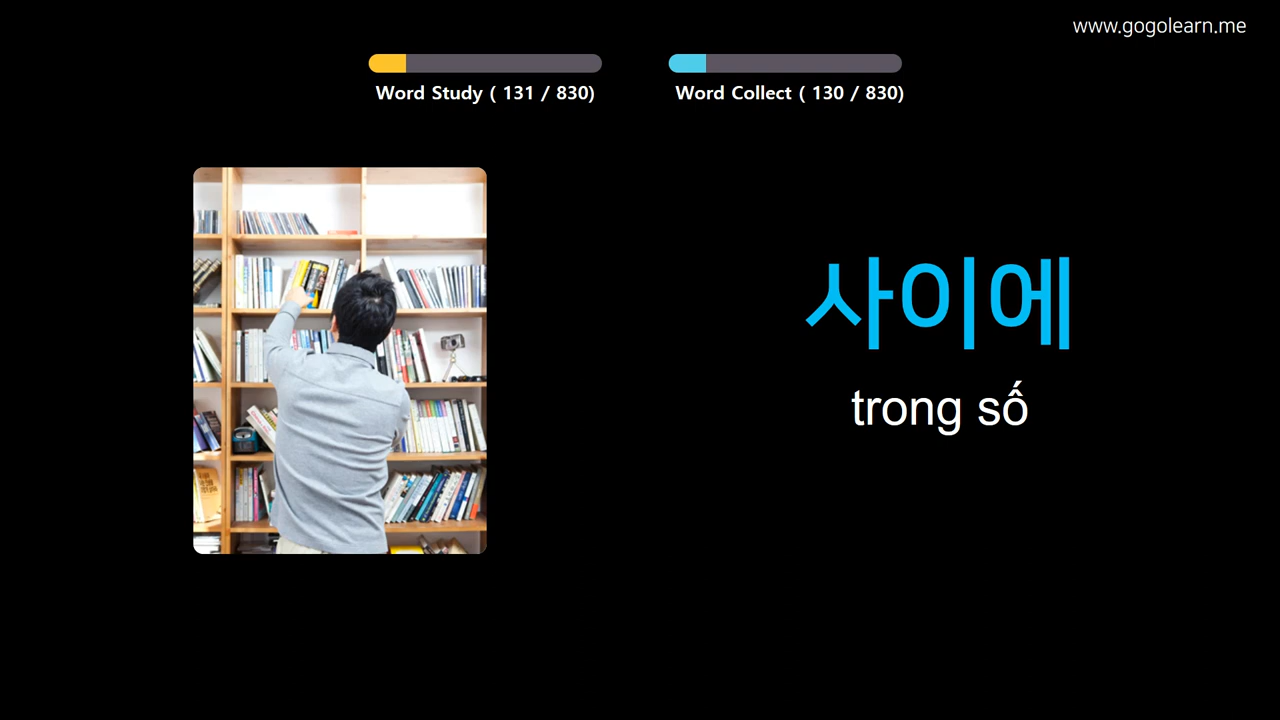 www.gogolearn.me
Word Study ( 131 / 830)
Word Collect ( 130 / 830)
사이에
trong số